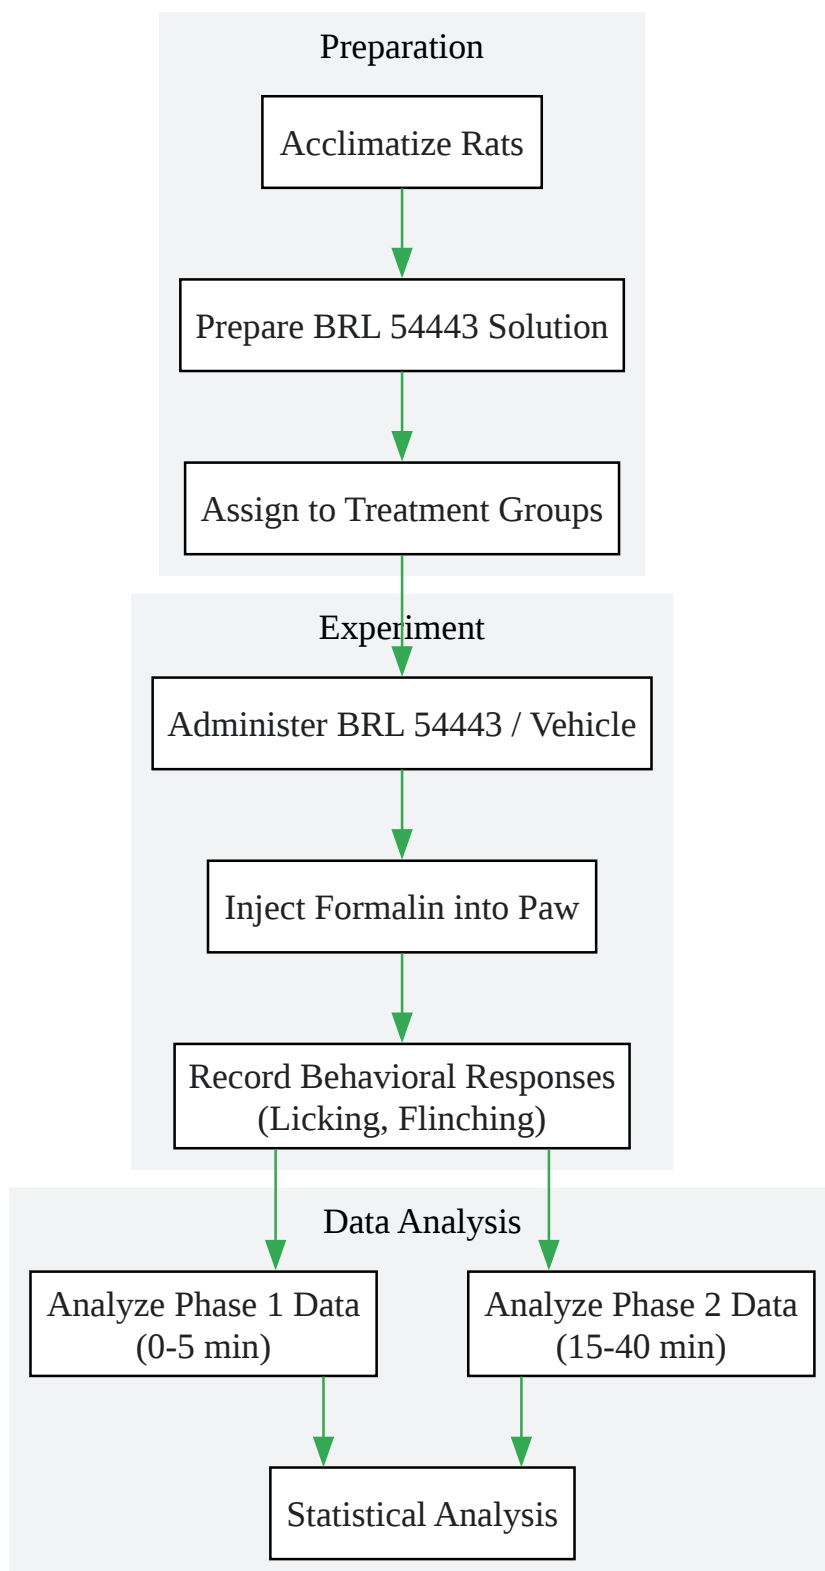 Preparation
Acclimatize Rats
Prepare BRL 54443 Solution
Assign to Treatment Groups
Experiment
Administer BRL 54443 / Vehicle
Inject Formalin into Paw
Record Behavioral Responses
(Licking, Flinching)
Data Analysis
Analyze Phase 1 Data
(0-5 min)
Analyze Phase 2 Data
(15-40 min)
Statistical Analysis